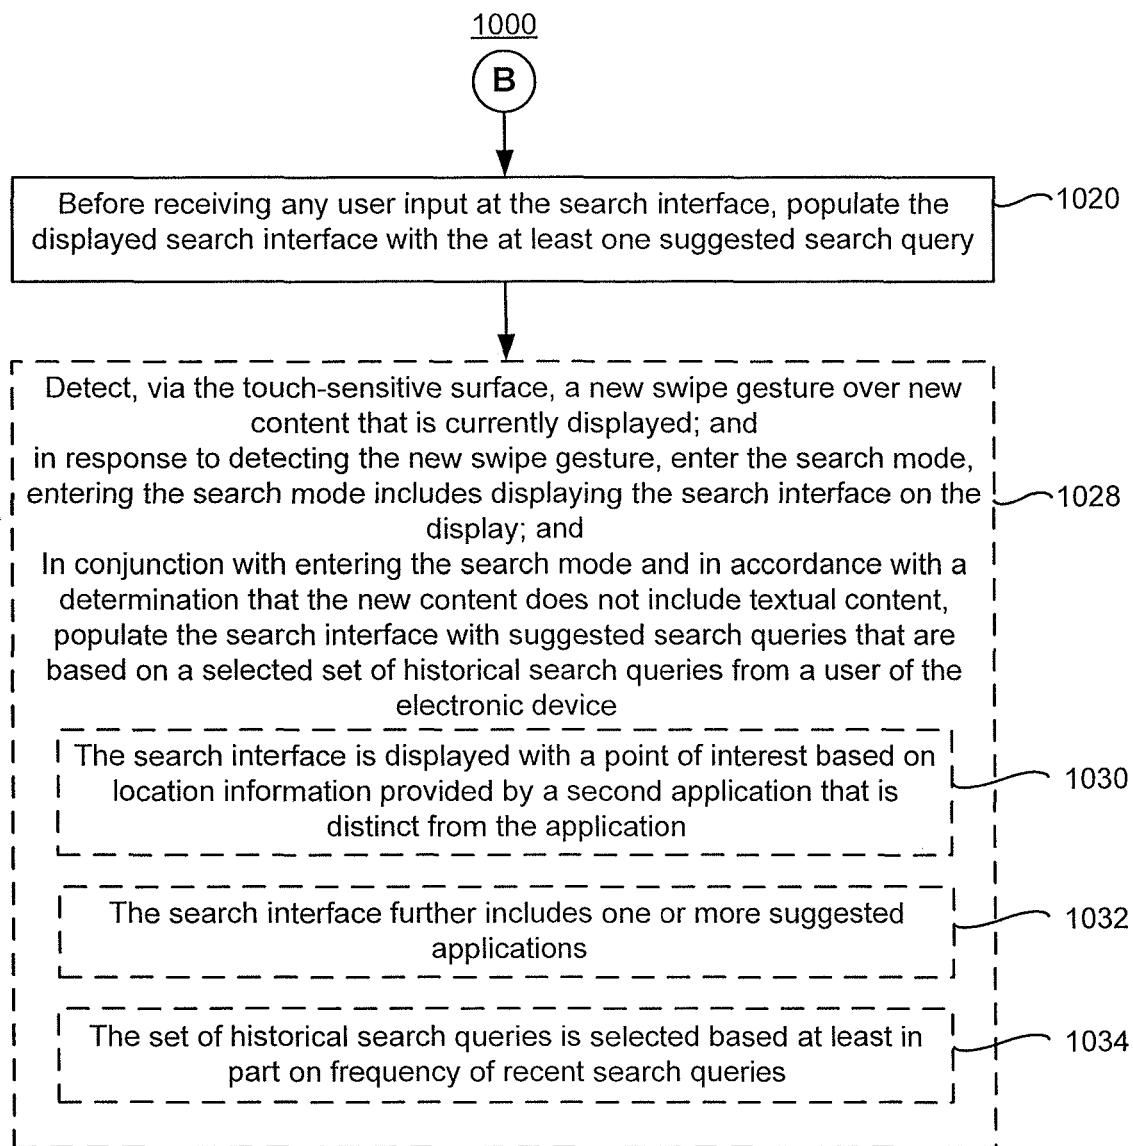 1000
B
Before receiving any user input at the search interface, populate the
displayed search interface with the at least one suggested search query
1020
Detect, via the touch-sensitive surface, a new swipe gesture over new
content that is currently displayed; and
in response to detecting the new swipe gesture, enter the search mode,
entering the search mode includes displaying the search interface on the
display; and
In conjunction with entering the search mode and in accordance with a
determination that the new content does not include textual content,
populate the search interface with suggested search queries that are
based on a selected set of historical search queries from a user of the
electronic device
1028
The search interface is displayed with a point of interest based on
location information provided by a second application that is
distinct from the application
1030
The search interface further includes one or more suggested
applications
1032
The set of historical search queries is selected based at least in
part on frequency of recent search queries
1034